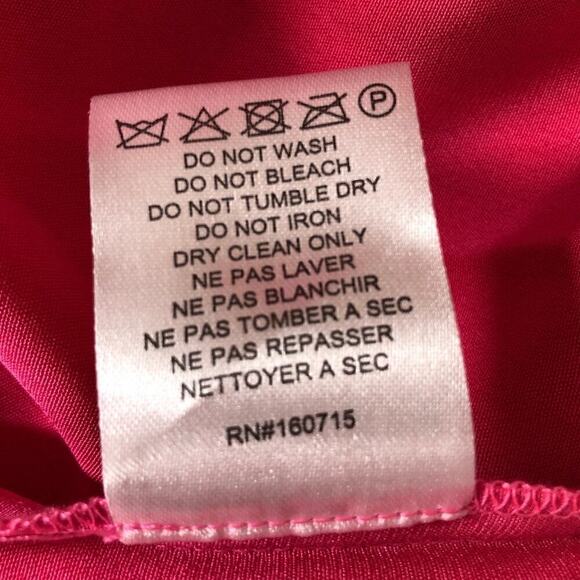 P
DO NOT WASH
DO NOT BLEACH
DO NOT TUMBLE DRY
DO NOT IRON
DRY CLEAN ONLY
NE PAS LAVER
NE PAS BLANCHIR
NE PAS TOMBER A SEC
NE PAS REPASSER
NETTOYER A SEC
RN#160715